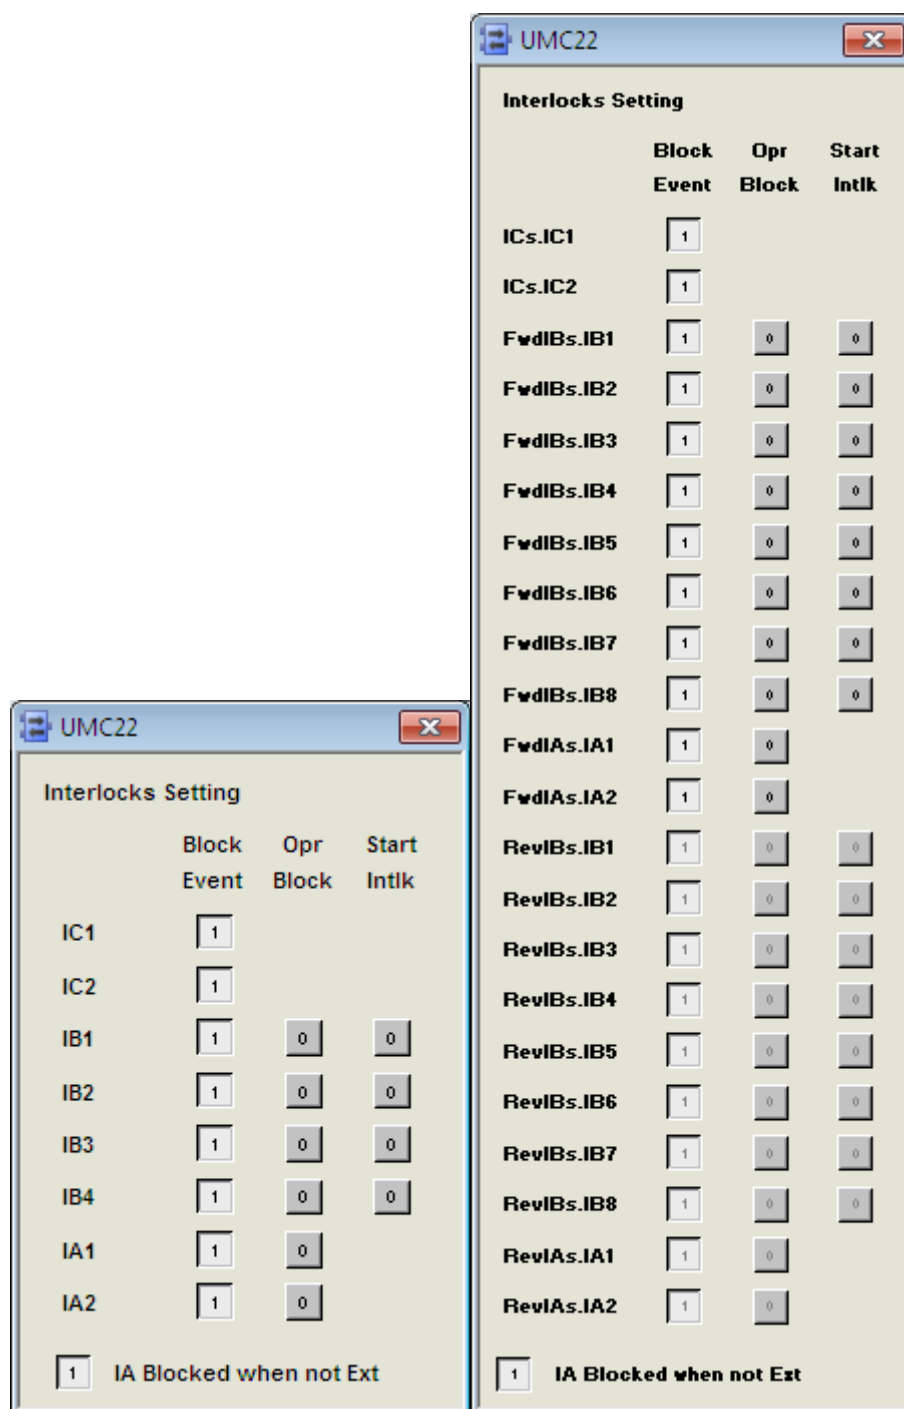 UMC22
Interlocks Setting
Block Opr Start
Event Block Intlk
IC1 1
IC2 1
IB1 1 0 0
IB2 1 0 0
IB3 1 0 0
IB4 1 0 0
IA1 1 0
IA2 1 0
1 IA Blocked when not Ext
UMC22
Interlocks Setting
Block Opr Start
Event Block Intlk
ICs.IC1 1
ICs.IC2 1
FwdIBs.IB1 1 0 0
FwdIBs.IB2 1 0 0
FwdIBs.IB3 1 0 0
FwdIBs.IB4 1 0 0
FwdIBs.IB5 1 0 0
FwdIBs.IB6 1 0 0
FwdIBs.IB7 1 0 0
FwdIBs.IB8 1 0 0
FwdIAs.IA1 1 0
FwdIAs.IA2 1 0
RevIBs.IB1 1 0 0
RevIBs.IB2 1 0 0
RevIBs.IB3 1 0 0
RevIBs.IB4 1 0 0
RevIBs.IB5 1 0 0
RevIBs.IB6 1 0 0
RevIBs.IB7 1 0 0
RevIBs.IB8 1 0 0
RevIAs.IA1 1 0
RevIAs.IA2 1 0
1 IA Blocked when not Ext